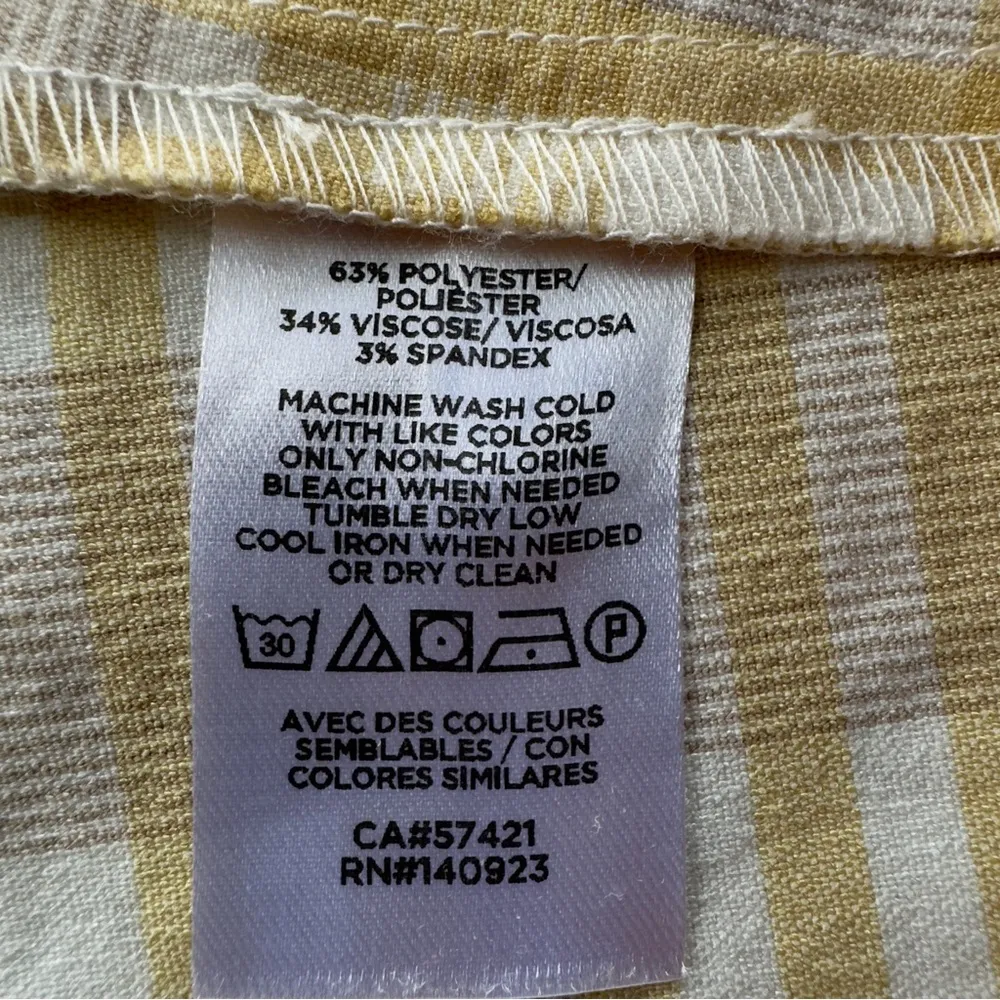 63% POLYESTER/
POLIÉSTER
34% VISCOSE/ VISCOSA
3% SPANDEX
MACHINE WASH COLD
WITH LIKE COLORS
ONLY NON-CHLORINE
BLEACH WHEN NEEDED
TUMBLE DRY LOW
COOL IRON WHEN NEEDED
OR DRY CLEAN
30 P
AVEC DES COULEURS
SEMBLABLES / CON
COLORES SIMILARES
CA#57421
RN#140923